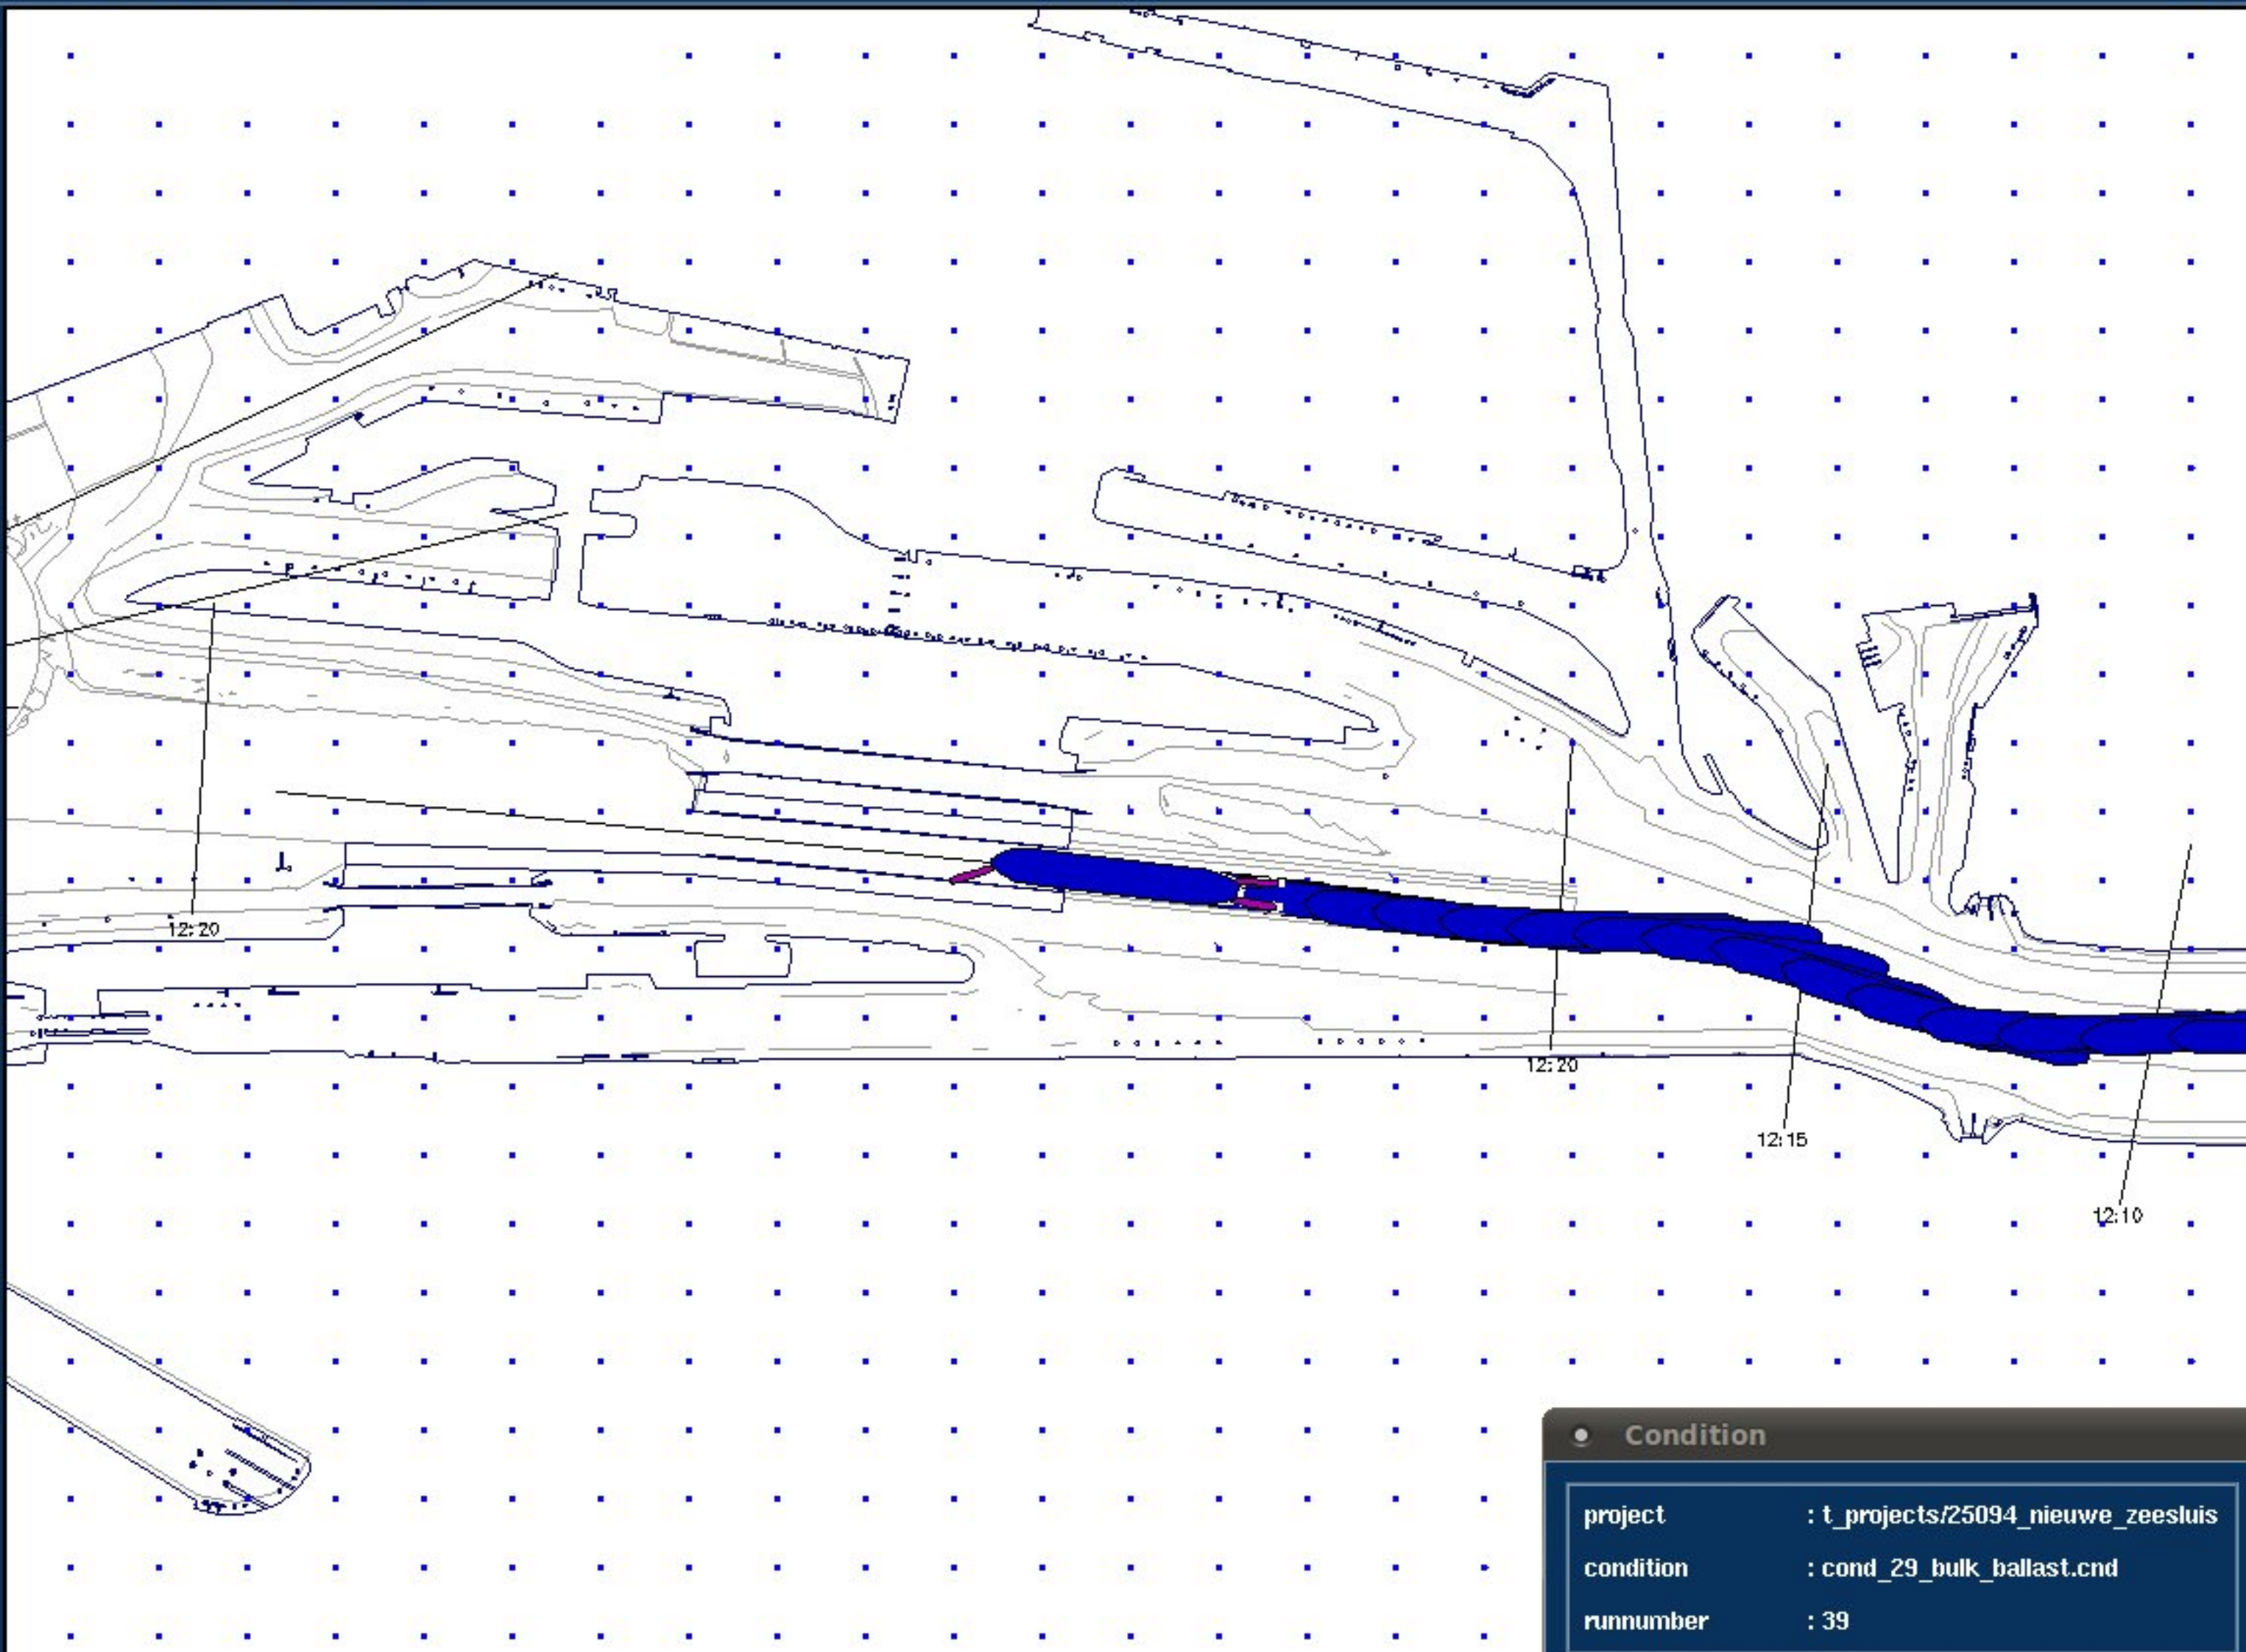 12:20
12:20
12:15
12:10
Condition
project : t_projects/25094_nieuwe_zeesluis
condition : cond_29_bulk_ballast.cnd
runnumber : 39